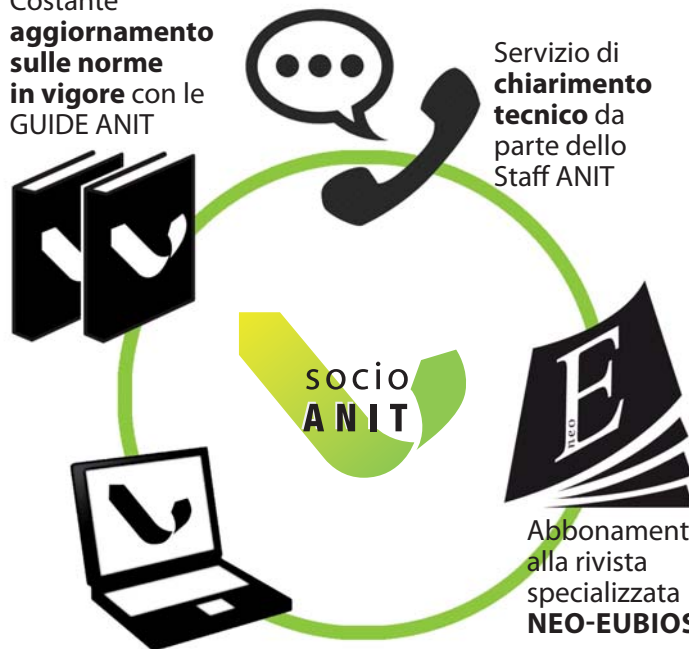 Costante
aggiornamento
sulle norme
in vigore con le
GUIDE ANIT
Servizio di
chiarimento
tecnico da
parte dello
Staff ANIT
socio
ANIT
neo
E
Abbonament
alla rivista
specializzata
NEO-EUBIOS